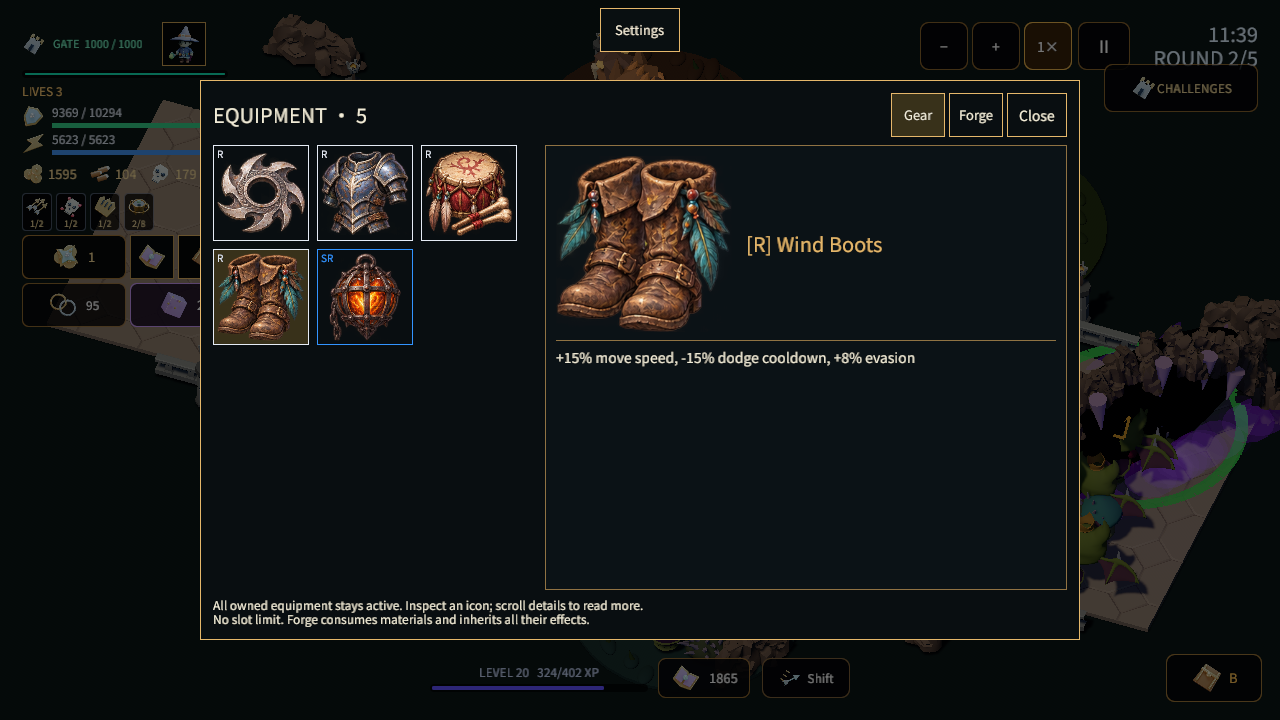 Settings
GATE 1000 / 1000
1×
11:39
ROUND 2/5
CHALLENGES
LIVES 3
9369 / 10294
5623 / 5623
1595
104
179
1/2
1/2
1/2
2/8
1
95
EQUIPMENT • 5
Gear
Forge
Close
R
R
R
R
SR
[R] Wind Boots
+15% move speed, -15% dodge cooldown, +8% evasion
All owned equipment stays active. Inspect an icon; scroll details to read more.
No slot limit. Forge consumes materials and inherits all their effects.
LEVEL 20 324/402 XP
1865
Shift
B